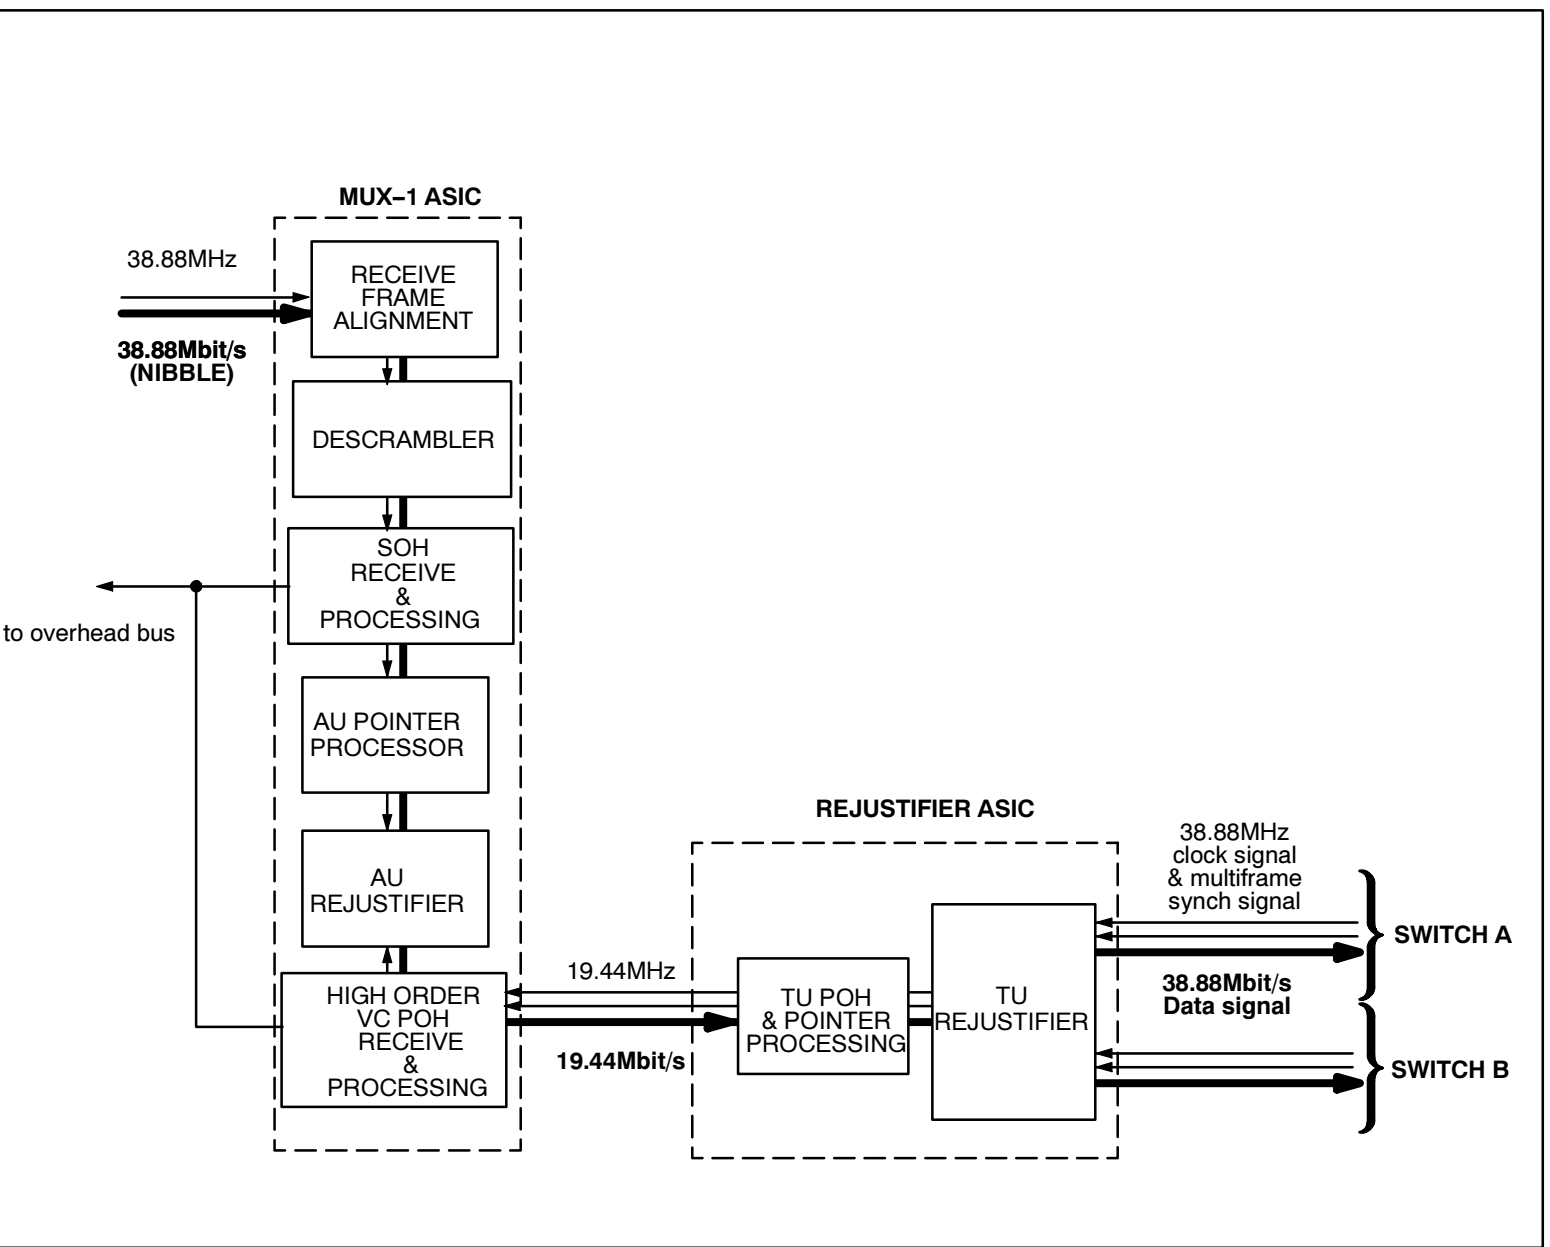 MUX–1 ASIC
38.88MHz
38.88Mbit/s
(NIBBLE)
RECEIVE
FRAME
ALIGNMENT
DESCRAMBLER
SOH
RECEIVE
&
PROCESSING
to overhead bus
AU POINTER
PROCESSOR
AU
REJUSTIFIER
HIGH ORDER
VC POH
RECEIVE
&
PROCESSING
19.44MHz
19.44Mbit/s
REJUSTIFIER ASIC
TU POH
& POINTER
PROCESSING
TU
REJUSTIFIER
38.88MHz
clock signal
& multiframe
synch signal
38.88Mbit/s
Data signal
SWITCH A
SWITCH B